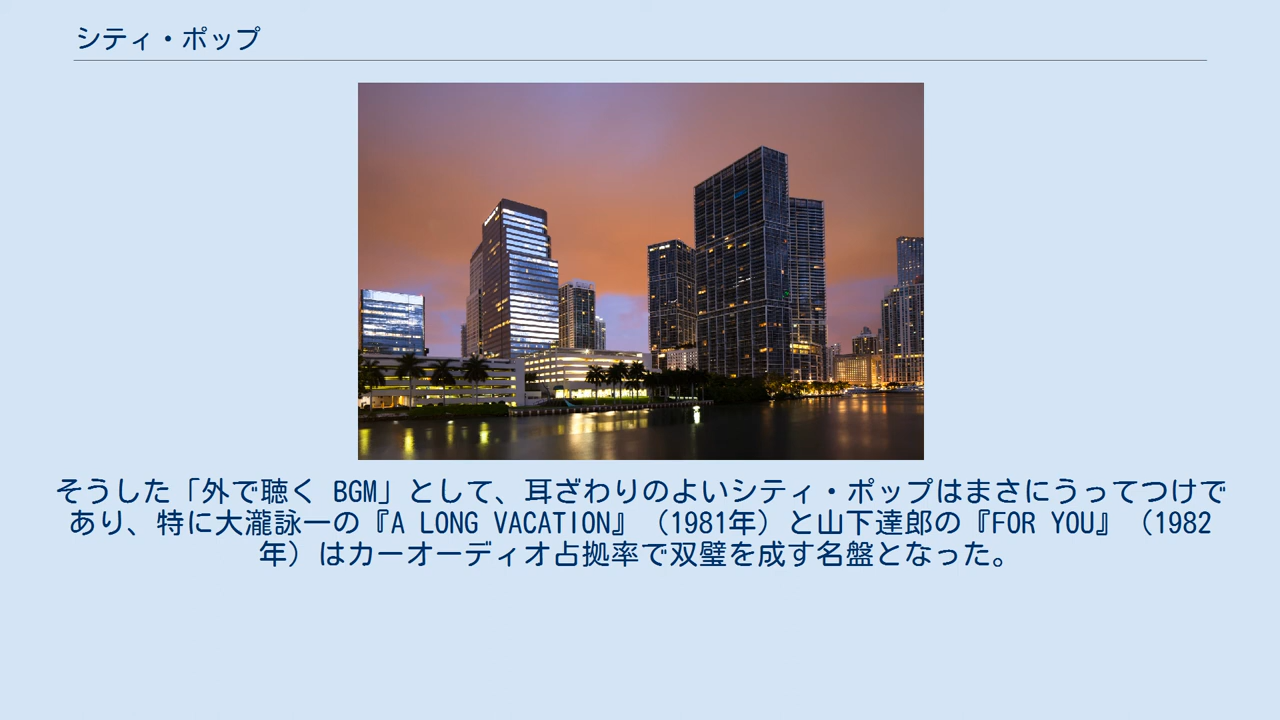 シティ・ポップ
そうした「外で聴く BGM」として、耳ざわりのよいシティ・ポップはまさにうってつけで
あり、特に大瀧詠一の『A LONG VACATION』（1981年）と山下達郎の『FOR YOU』（1982
年）はカーオーディオ占拠率で双璧を成す名盤となった。